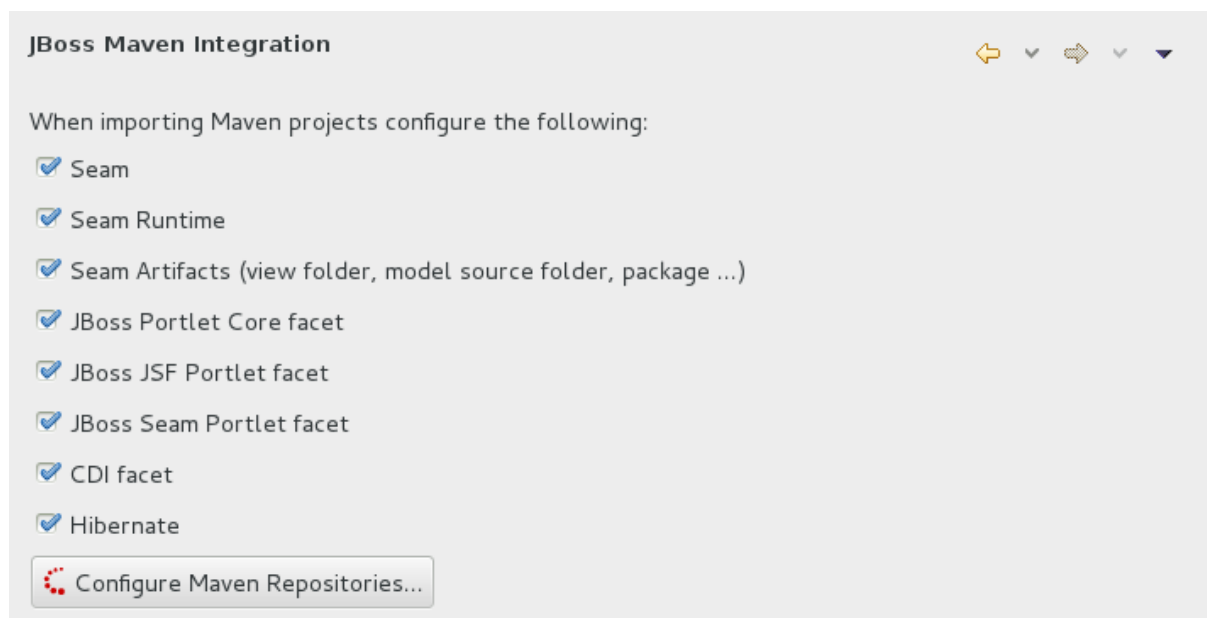 JBoss Maven Integration
When importing Maven projects configure the following:
Seam
Seam Runtime
Seam Artifacts (view folder, model source folder, package ...)
JBoss Portlet Core facet
JBoss JSF Portlet facet
JBoss Seam Portlet facet
CDI facet
Hibernate
Configure Maven Repositories...